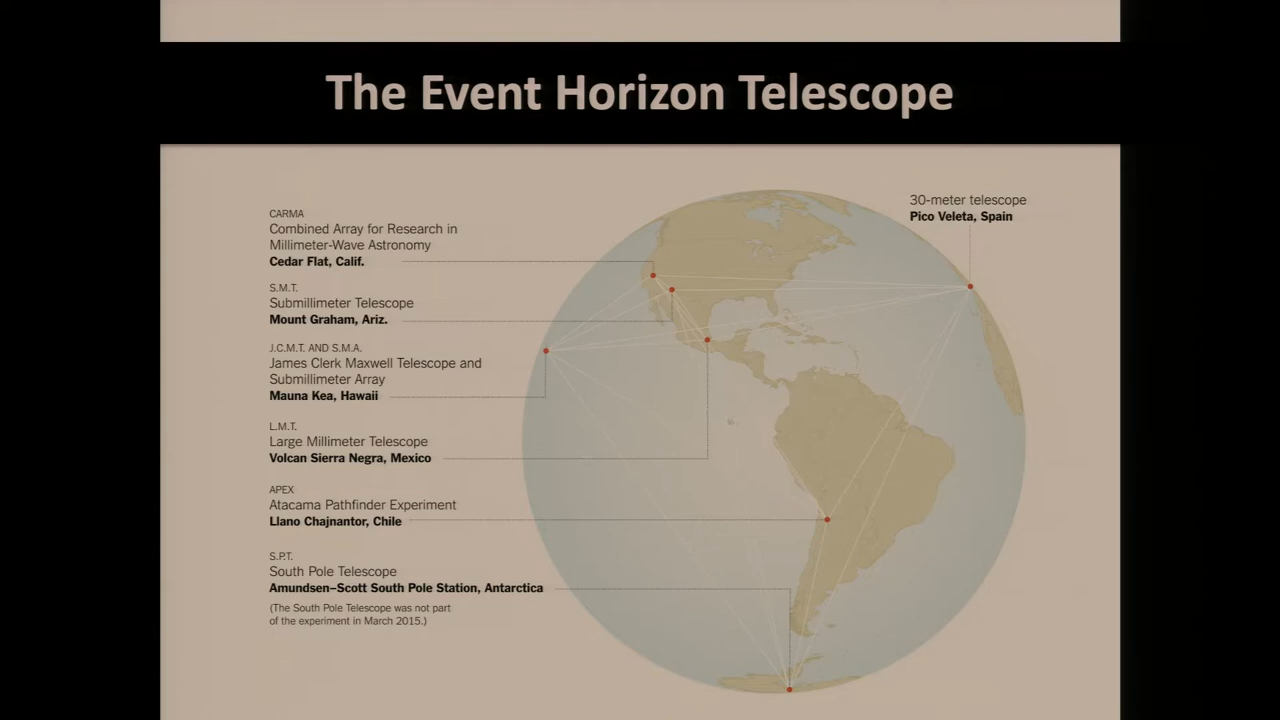 The Event Horizon Telescope
CARMA
Combined Array for Research in
Millimeter-Wave Astronomy
Cedar Flat, Calif.
S.M.T.
Submillimeter Telescope
Mount Graham, Ariz.
J.C.M.T. AND S.M.A.
James Clerk Maxwell Telescope and
Submillimeter Array
Mauna Kea, Hawaii
L.M.T.
Large Millimeter Telescope
Volcan Sierra Negra, Mexico
APEX
Atacama Pathfinder Experiment
Llano Chajnantor, Chile
S.P.T.
South Pole Telescope
Amundsen–Scott South Pole Station, Antarctica
(The South Pole Telescope was not part
of the experiment in March 2015.)
30-meter telescope
Pico Veleta, Spain